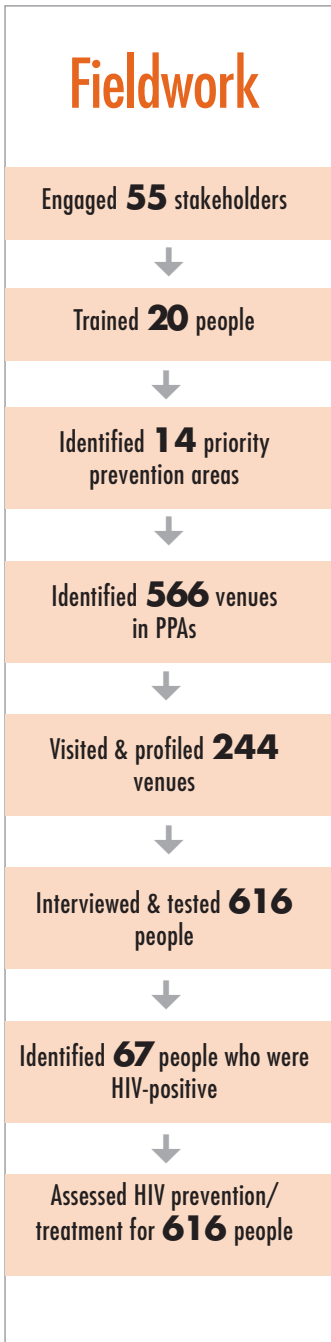 Fieldwork
Engaged 55 stakeholders
Trained 20 people
Identified 14 priority
prevention areas
Identified 566 venues
in PPAs
Visited & profiled 244
venues
Interviewed & tested 616
people
Identified 67 people who were
HIV-positive
Assessed HIV prevention/
treatment for 616 people